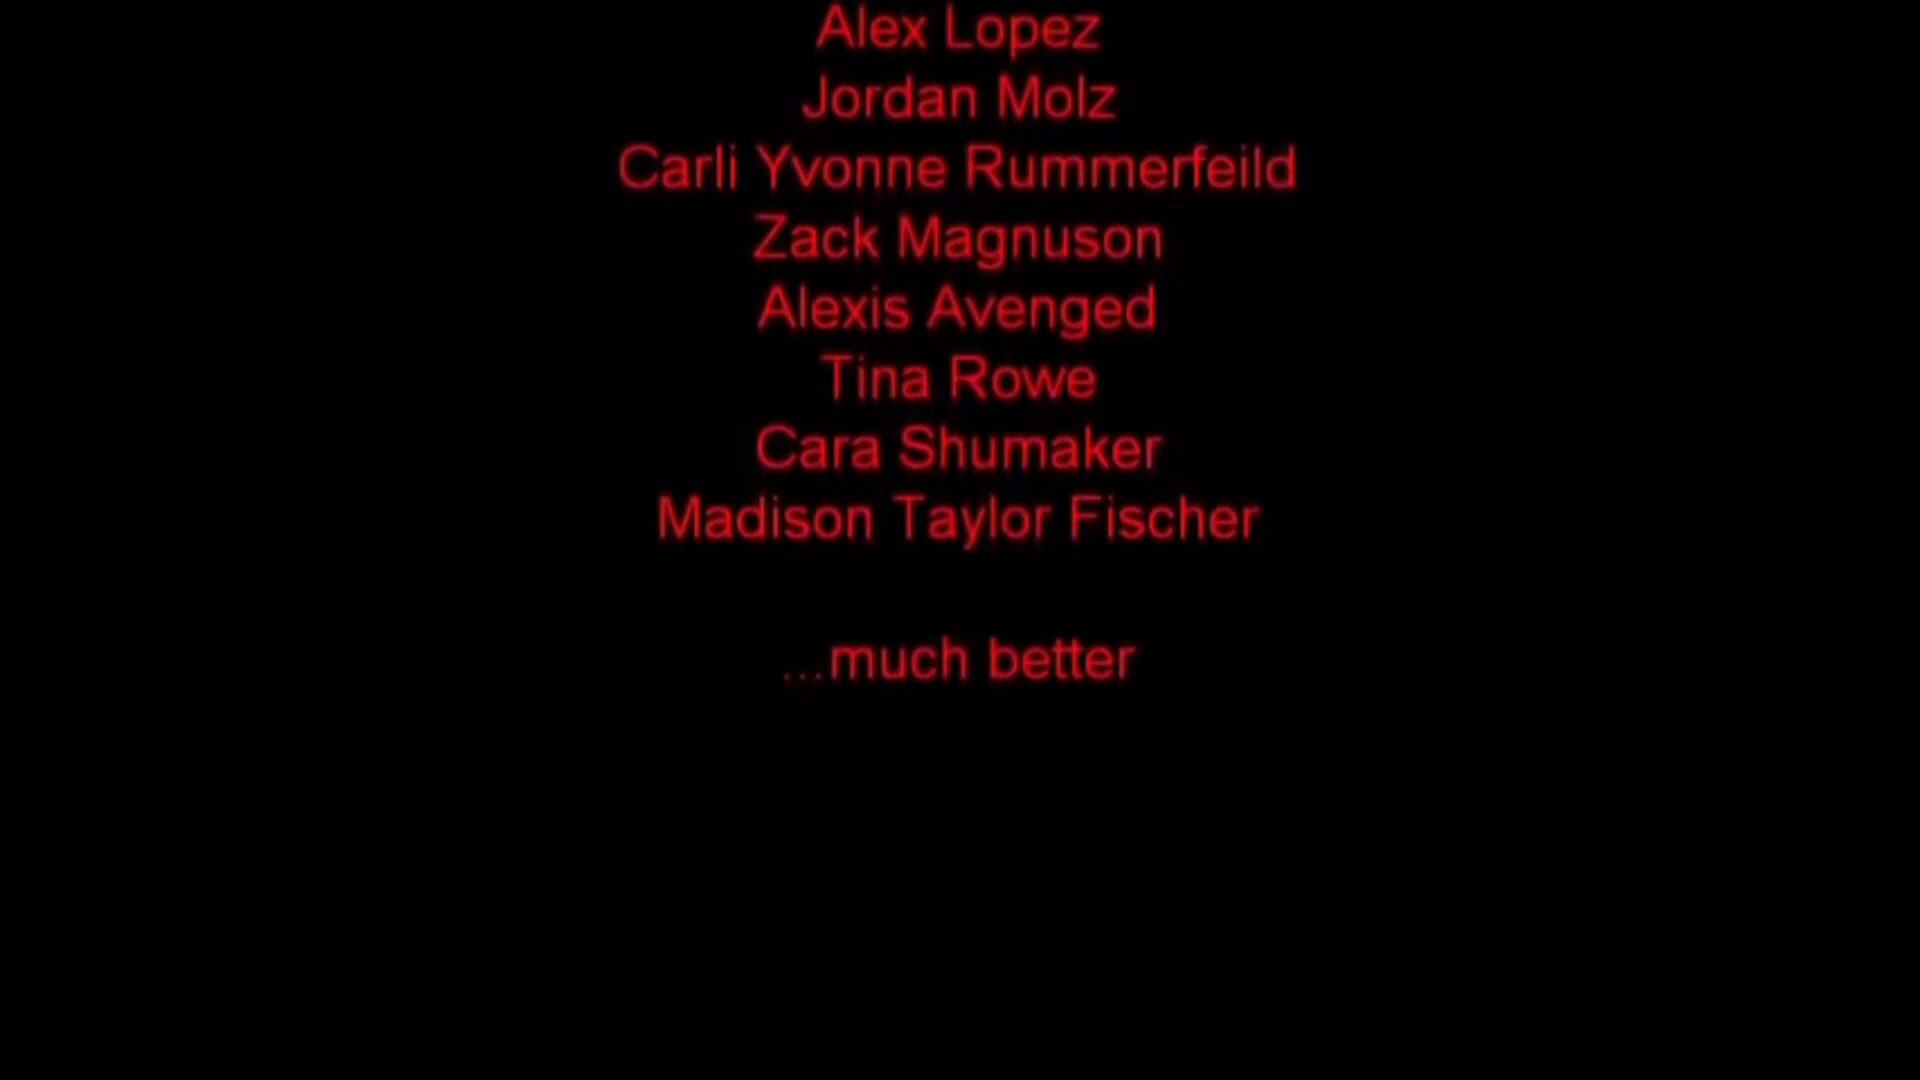 Alex Lopez
Jordan Molz
Carli Yvonne Rummerfeild
Zack Magnuson
Alexis Avenged
Tina Rowe
Cara Shumaker
Madison Taylor Fischer
...much better